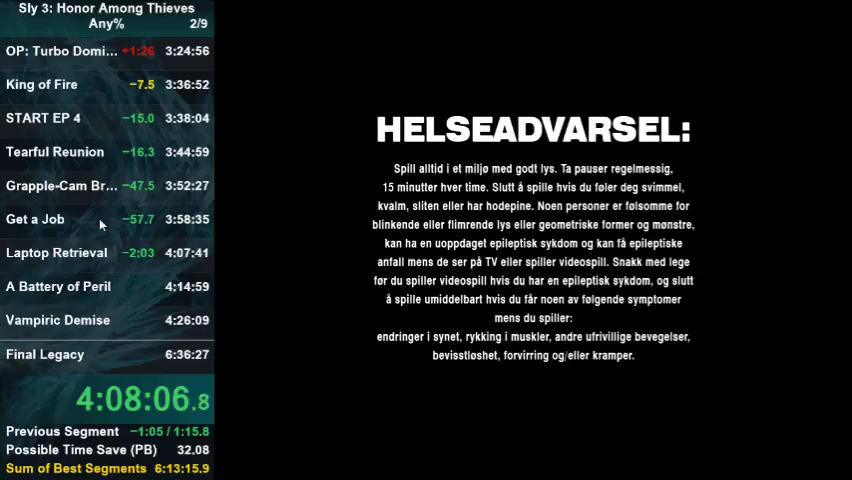 Sly 3: Honor Among Thieves
Any% 2/9
OP: Turbo Domi... +1:26 3:24:56
King of Fire −7.5 3:36:52
START EP 4 −15.0 3:38:04
Tearful Reunion −16.3 3:44:59
Grapple-Cam Br... −47.5 3:52:27
Get a Job −57.7 3:58:35
Laptop Retrieval −2:03 4:07:41
A Battery of Peril 4:14:59
Vampiric Demise 4:26:09
Final Legacy 6:36:27
4:08:06.8
Previous Segment −1:05 / 1:15.8
Possible Time Save (PB) 32.08
Sum of Best Segments 6:13:15.9
HELSEADVARSEL:
Spill alltid i et miljø med godt lys. Ta pauser regelmessig,
15 minutter hver time. Slutt å spille hvis du føler deg svimmel,
kvalm, sliten eller har hodepine. Noen personer er følsomme for
blinkende eller flimrende lys eller geometriske former og mønstre,
kan ha en uoppdaget epileptisk sykdom og kan få epileptiske
anfall mens de ser på TV eller spiller videospill. Snakk med lege
før du spiller videospill hvis du har en epileptisk sykdom, og slutt
å spille umiddelbart hvis du får noen av følgende symptomer
mens du spiller:
endringer i synet, rykking i muskler, andre ufrivillige bevegelser,
bevisstløshet, forvirring og/eller kramper.